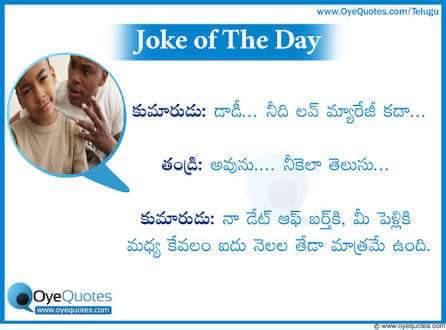 www.OyeQuotes.com/Telugu
Joke of The Day
కుమారుడు: డాడీ... నీది లవ్ మ్యారేజీ కదా...
తండ్రి: అవును.... నీకెలా తెలుసు...
కుమారుడు: నా డేట్ ఆఫ్ బర్త్‌కి, మీ పెళ్లికి
మధ్య కేవలం ఐదు నెలల తేడా మాత్రమే ఉంది.
OyeQuotes
www.oyequotes.com
© www.oyequotes.com